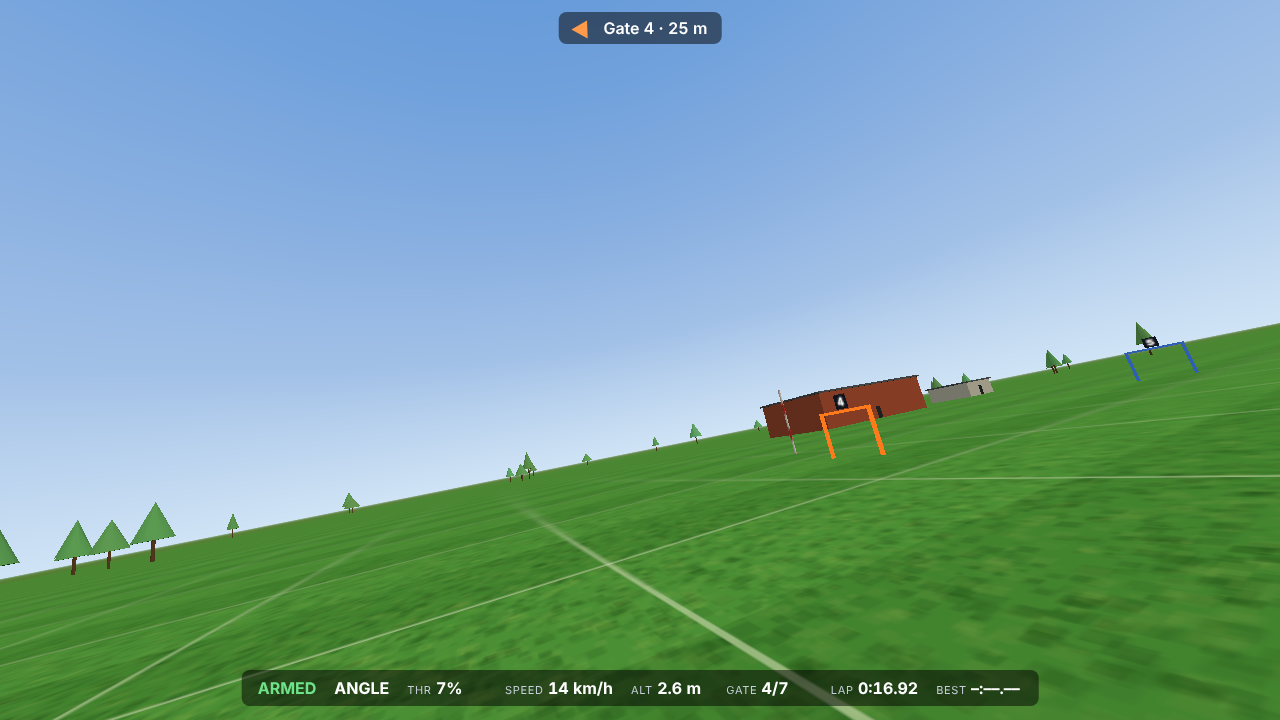 Gate 4 · 25 m
4
ARMED ANGLE THR 7% SPEED 14 km/h ALT 2.6 m GATE 4/7 LAP 0:16.92 BEST –:––.––